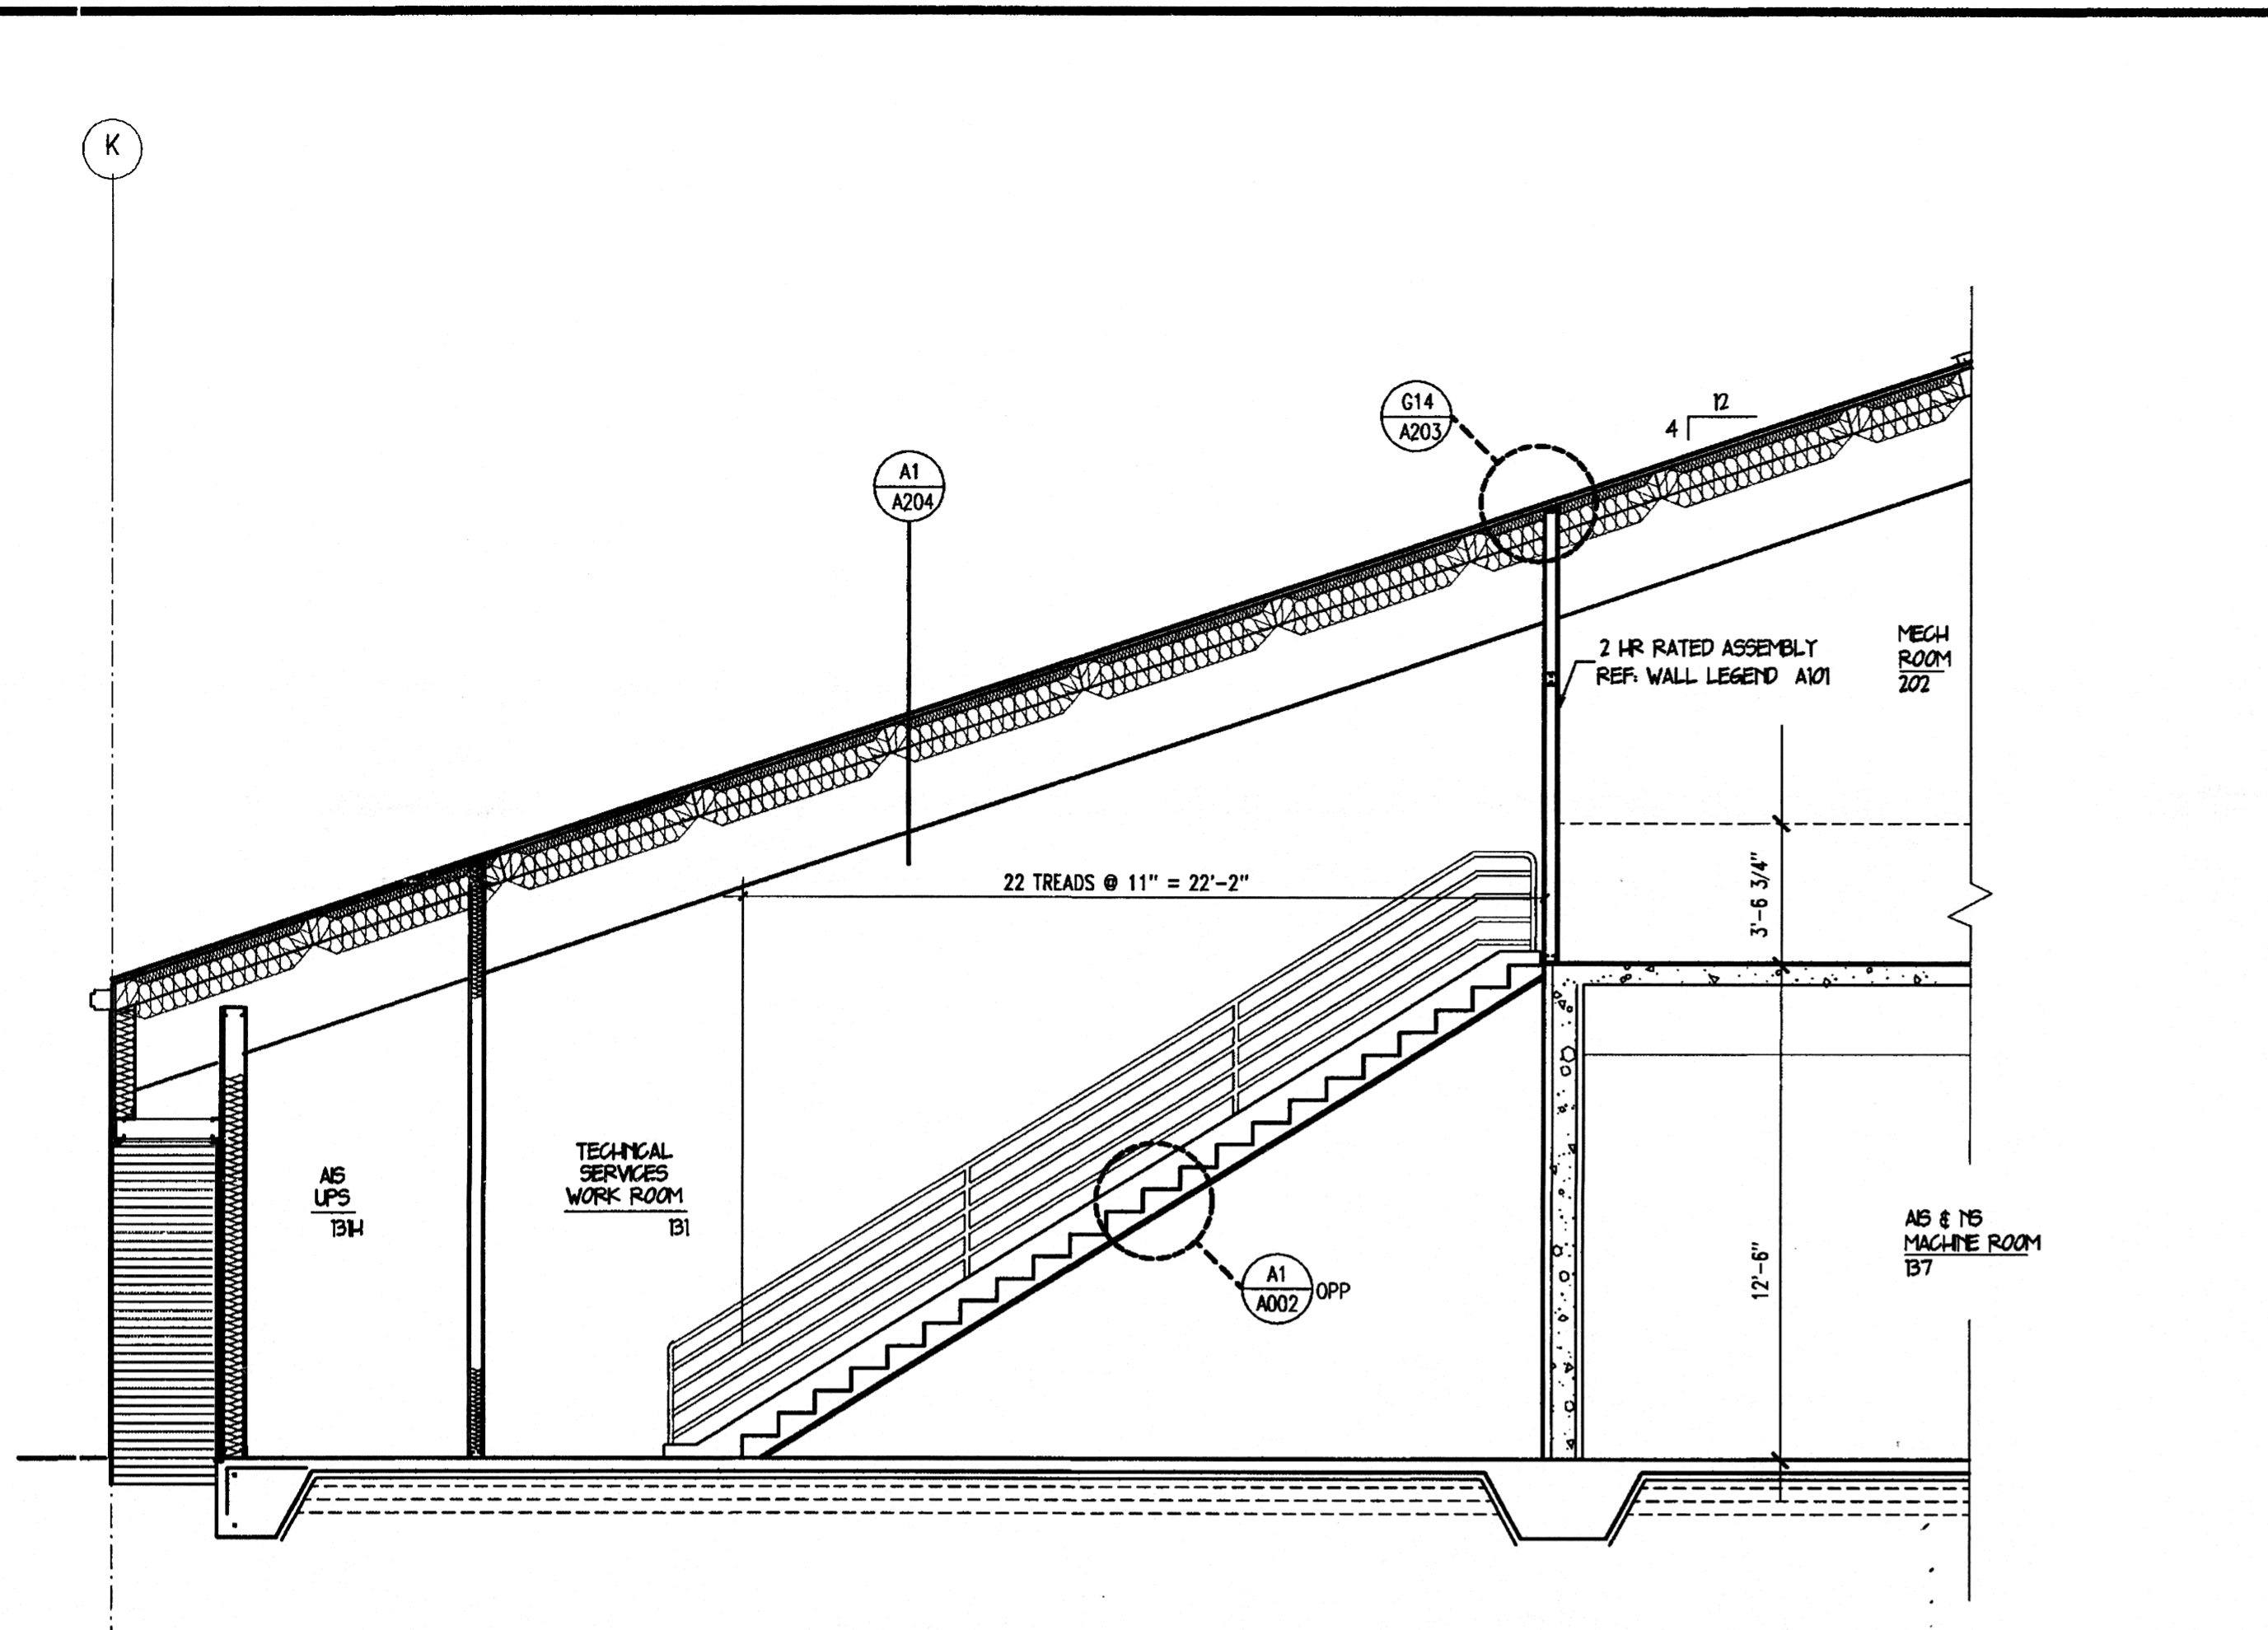 K
G14
A203
12
4
A1
A204
2 HR RATED ASSEMBLY
REF: WALL LEGEND A101
MECH
ROOM
202
22 TREADS @ 11" = 22'-2"
3'-6 3/4"
TECHNICAL
SERVICES
WORK ROOM
131
AIS
UPS
131H
A1
A002
OPP
12'-6"
AIS & NS
MACHINE ROOM
137